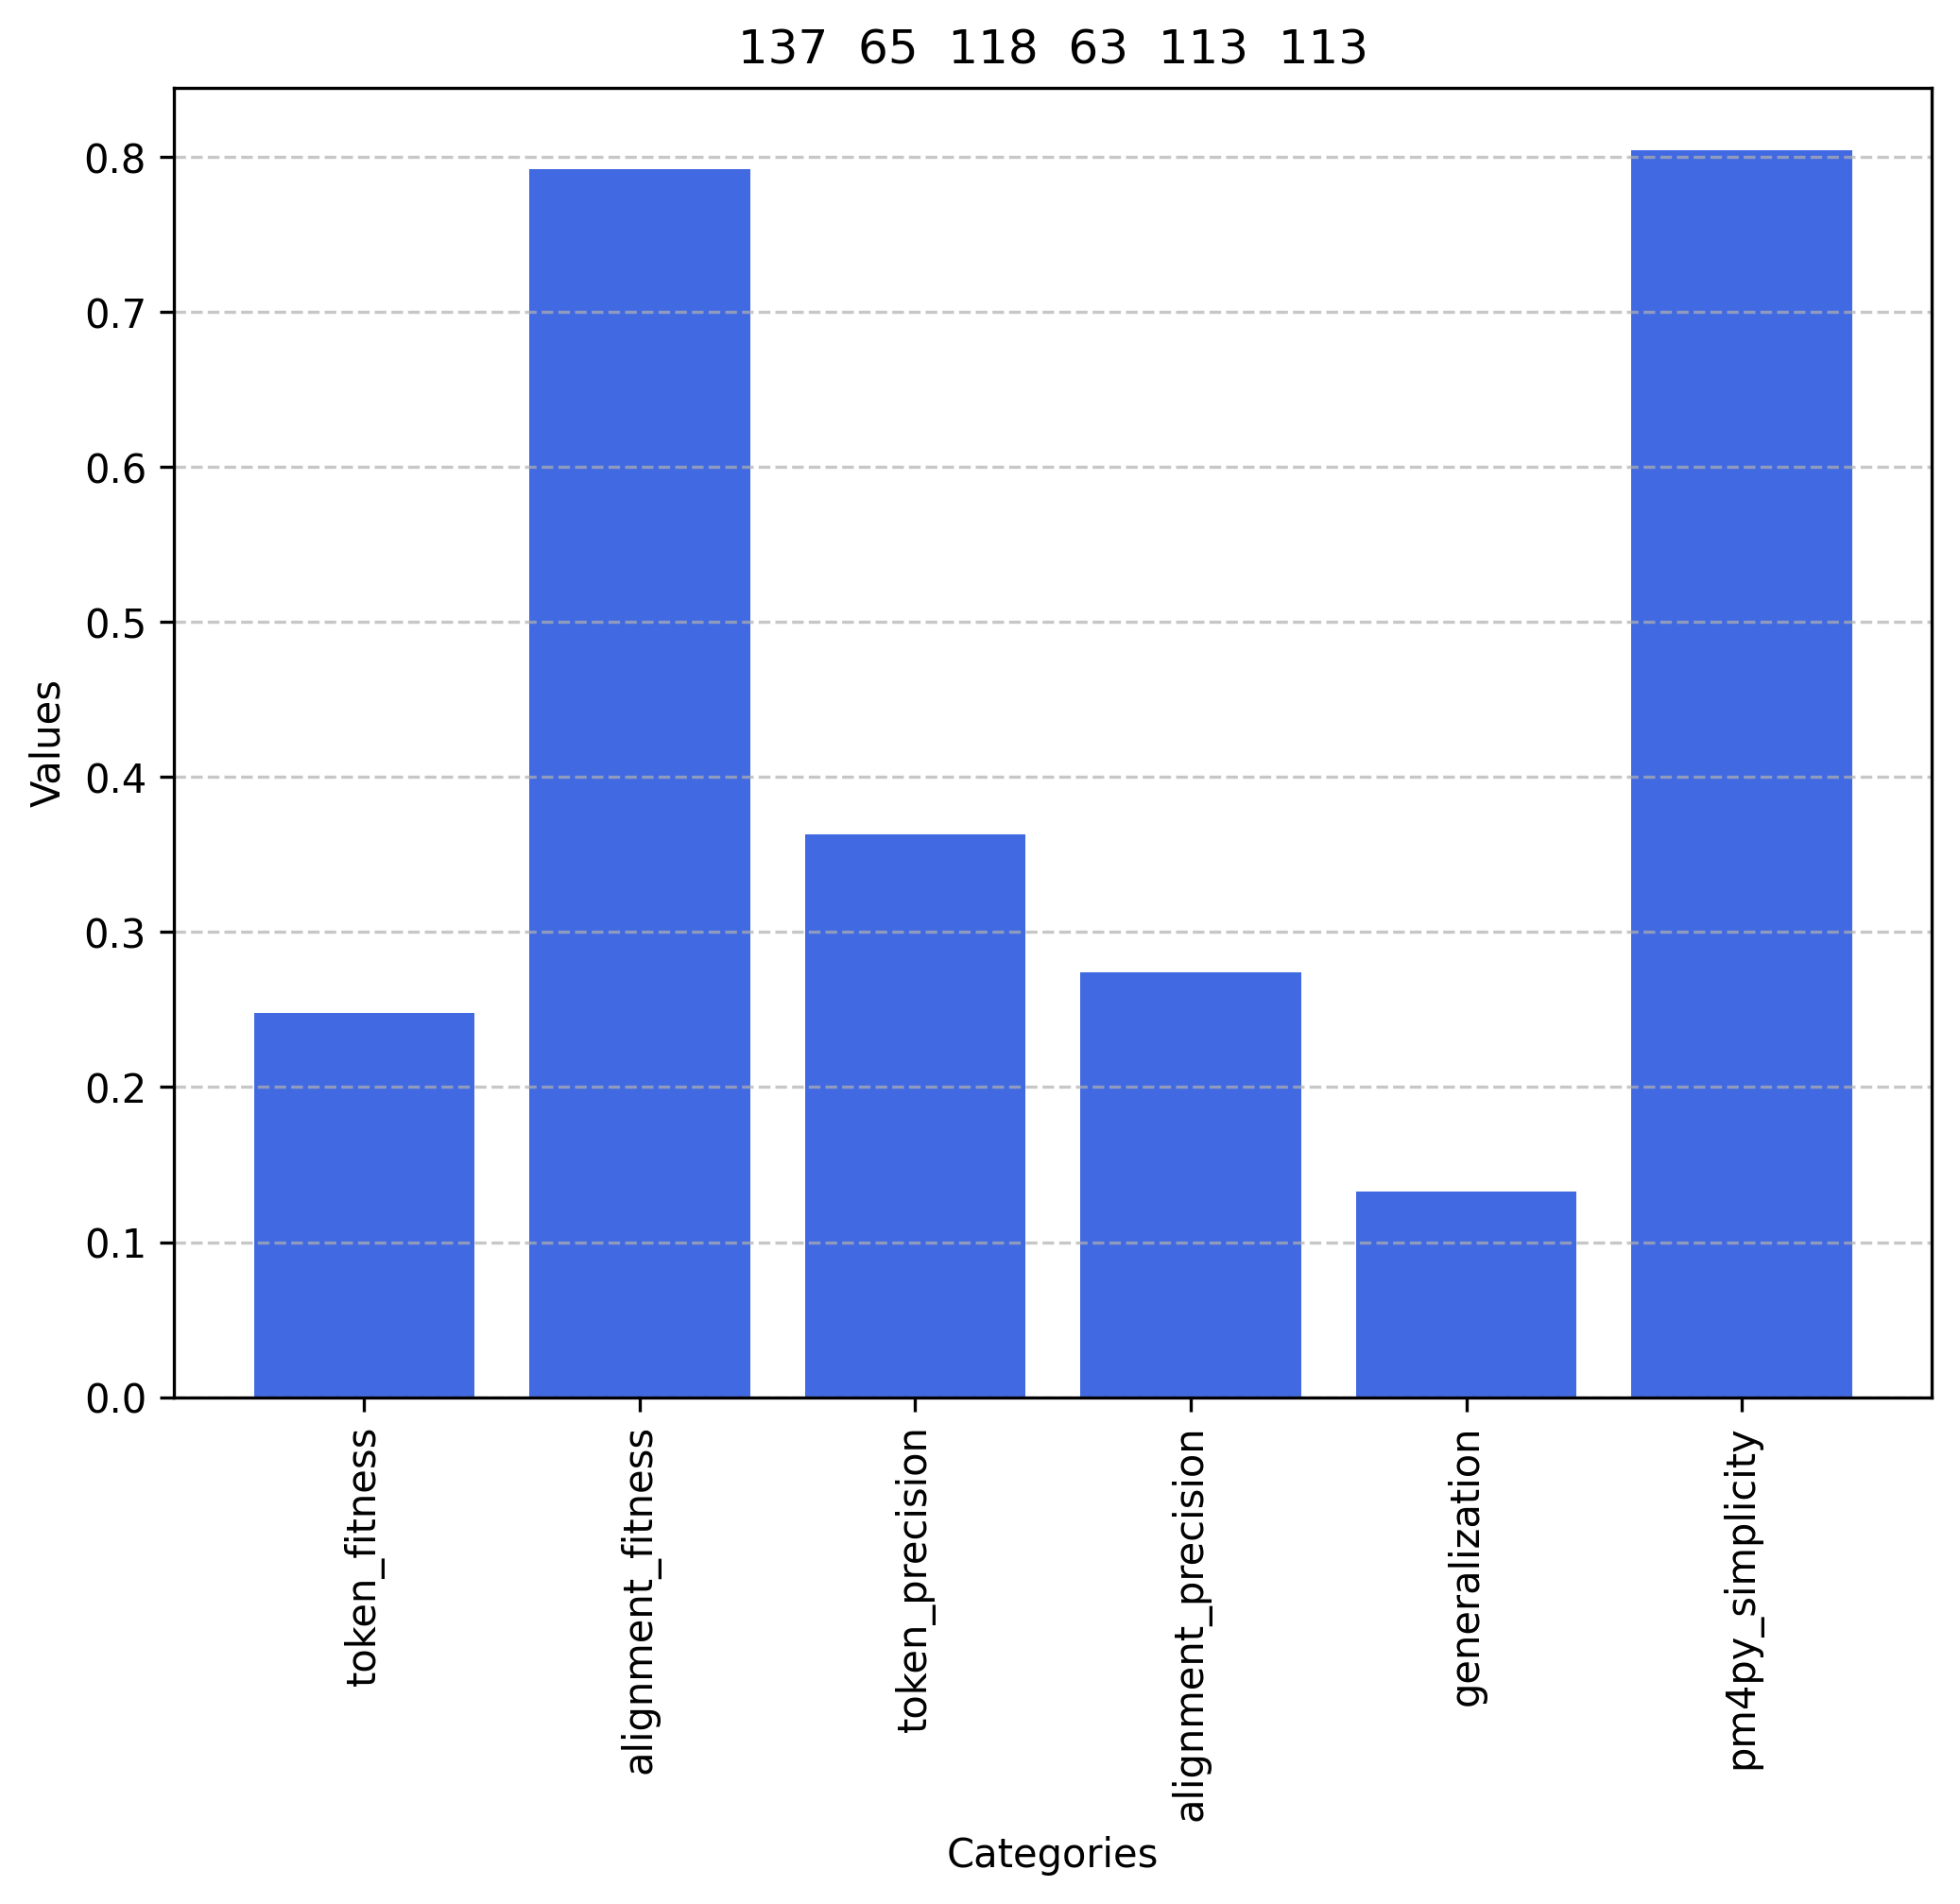 137  65  118  63  113  113
0.8
0.7
0.6
0.5
0.4
0.3
0.2
0.1
0.0
Values
token_fitness
alignment_fitness
token_precision
alignment_precision
generalization
pm4py_simplicity
Categories